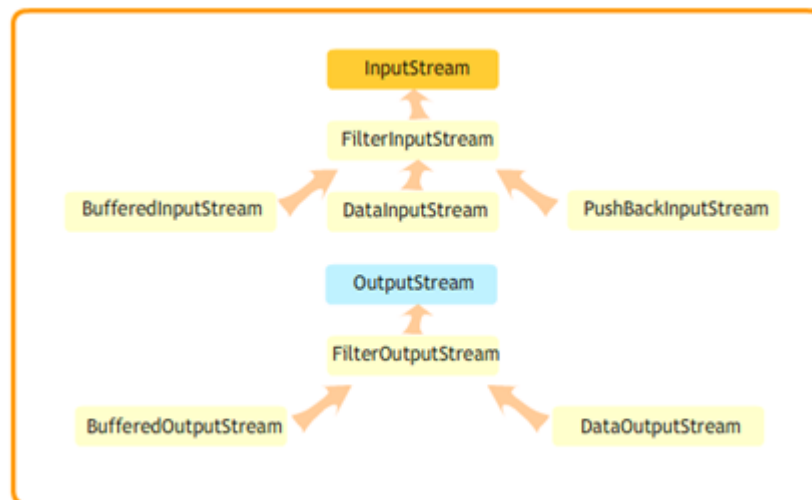 InputStream
FilterInputStream
BufferedInputStream
DataInputStream
PushBackInputStream
OutputStream
FilterOutputStream
BufferedOutputStream
DataOutputStream